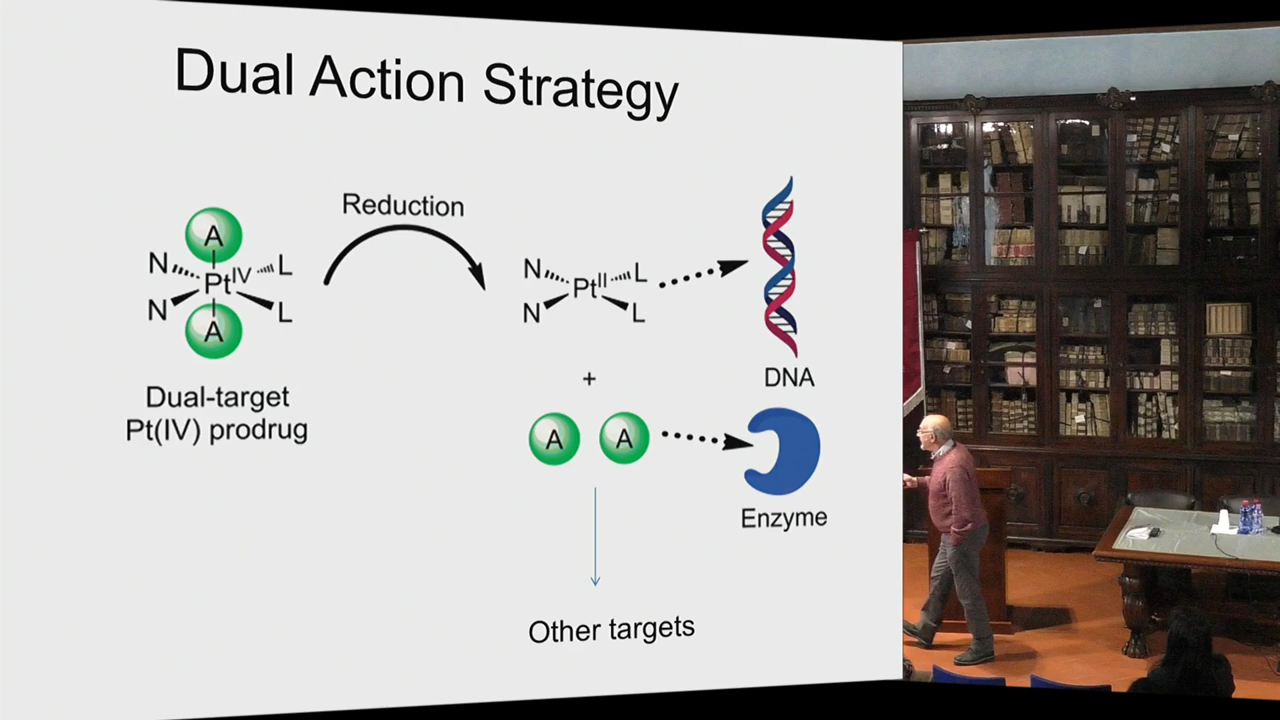 Dual Action Strategy
Reduction
A
N L
Pt^IV
N L
A
Dual-target
Pt(IV) prodrug
N L
Pt^II
N L
+
A A
DNA
Enzyme
Other targets